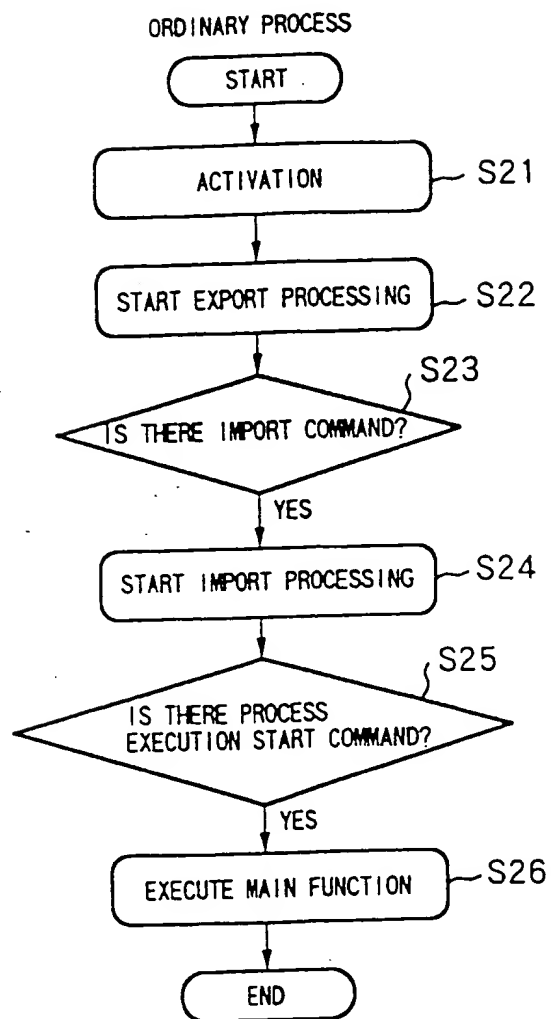 ORDINARY PROCESS
START
ACTIVATION
S21
START EXPORT PROCESSING
S22
S23
IS THERE IMPORT COMMAND?
YES
START IMPORT PROCESSING
S24
S25
IS THERE PROCESS
EXECUTION START COMMAND?
YES
EXECUTE MAIN FUNCTION
S26
END